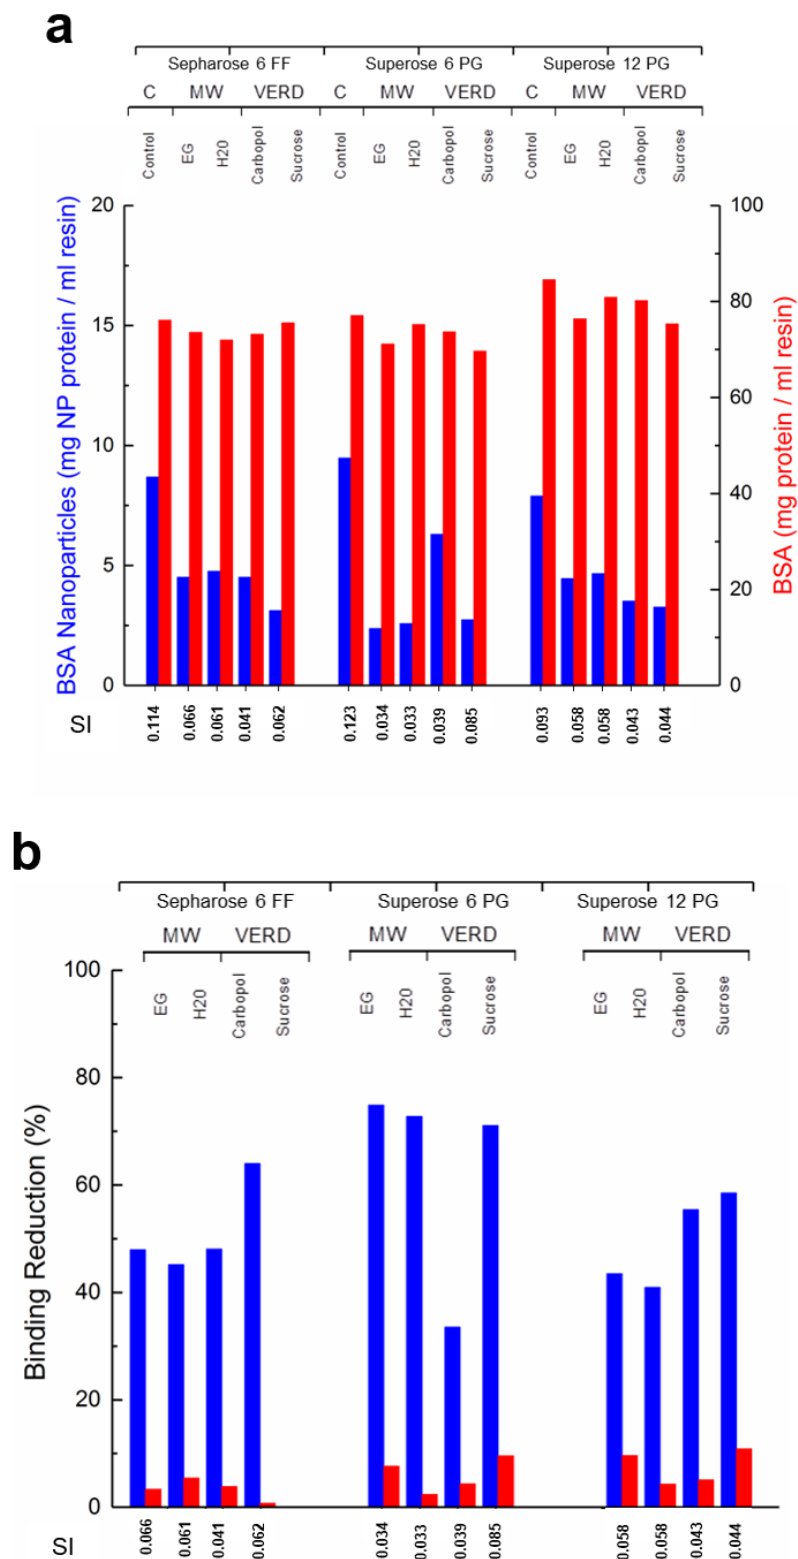 a
Sepharose 6 FF Superose 6 PG Superose 12 PG
C MW VERD C MW VERD C MW VERD
Control EG H20 Carbopol Sucrose Control EG H20 Carbopol Sucrose Control EG H20 Carbopol Sucrose
BSA Nanoparticles (mg NP protein / ml resin)
20
15
10
5
0
100
80
60
40
20
0
BSA (mg protein / ml resin)
SI 0.114 0.066 0.061 0.041 0.062 0.123 0.034 0.033 0.039 0.085 0.093 0.058 0.058 0.043 0.044
b
Sepharose 6 FF Superose 6 PG Superose 12 PG
MW VERD MW VERD MW VERD
EG H20 Carbopol Sucrose EG H20 Carbopol Sucrose EG H20 Carbopol Sucrose
Binding Reduction (%)
100
80
60
40
20
0
SI 0.066 0.061 0.041 0.062 0.034 0.033 0.039 0.085 0.058 0.058 0.043 0.044